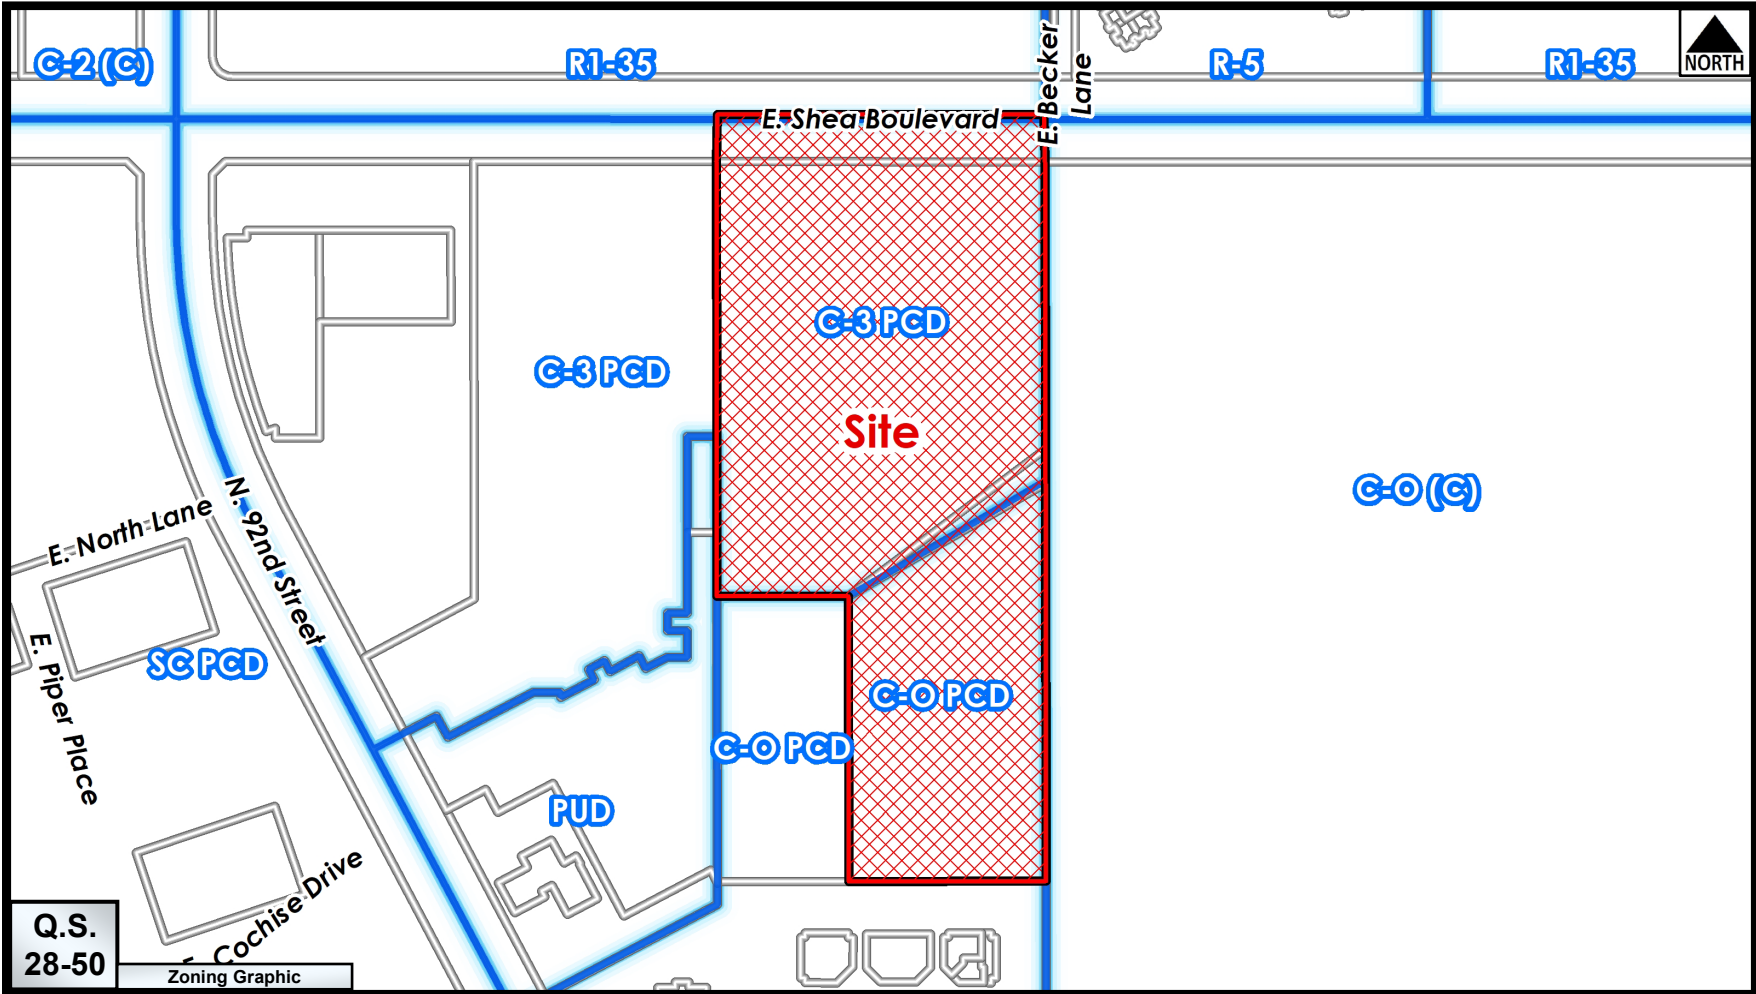 C-2 (C)
R1-35
E. Becker
Lane
R-5
R1-35
NORTH
E. Shea Boulevard
C-3 PCD
C-3 PCD
Site
C-O (C)
E. North Lane
N. 92nd Street
E. Piper Place
SC PCD
C-O PCD
C-O PCD
PUD
Cochise Drive
Q.S.
28-50
Zoning Graphic